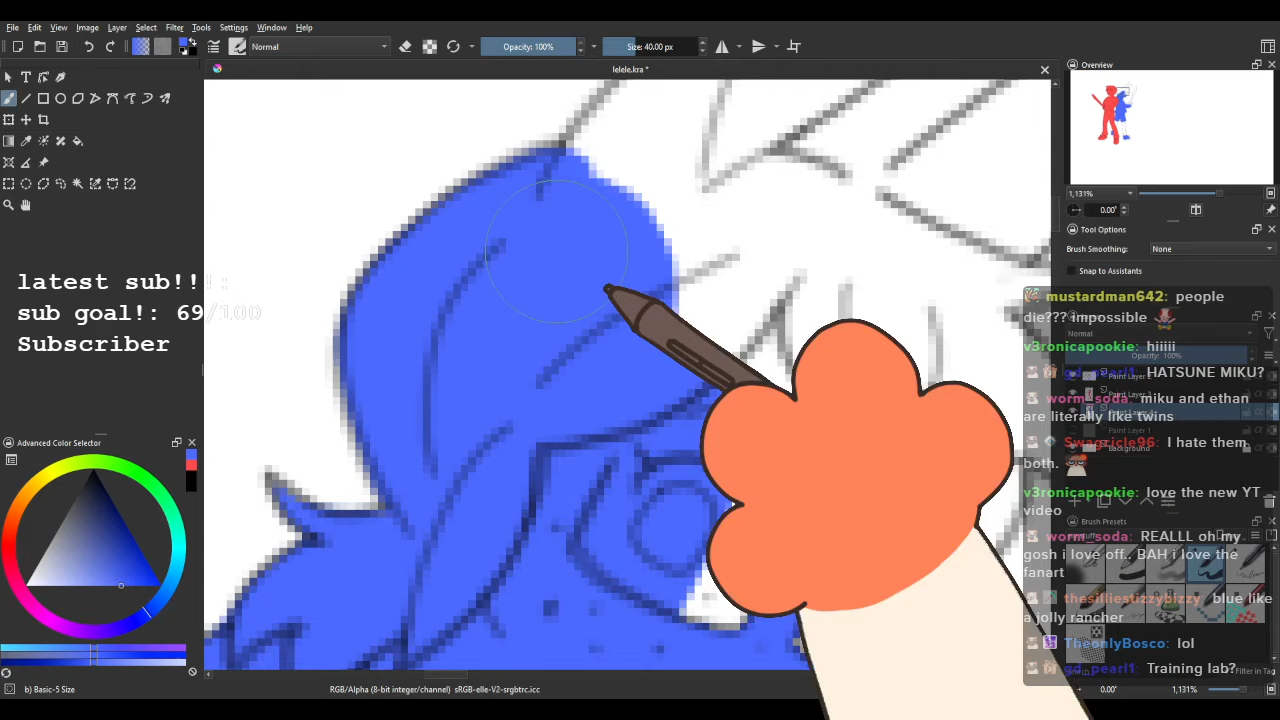 File Edit View Image Layer Select Filter Tools Settings Window Help
Normal Opacity: 100% Size: 40.00 px
lelele.kra *
Overview
1,131%
0.00°
Tool Options
Brush Smoothing: None
Snap to Assistants
latest sub!!!:
sub goal!: 69/100
Subscriber
mustardman642: people
die??? impossible
v3ronicapookie: hiiiii
Normal
Opacity: 100%
gd_pearl1: HATSUNE MIKU?
worm_soda: miku and ethan
are literally like twins
Paint Layer 1
Swagricle96: I hate them
both.
Background
v3ronicapookie: love the new YT
video
Brush Presets
worm_soda: REALLL oh my
gosh i love off.. BAH i love the
fanart
thesilliestizzybizzy: blue like
a jolly rancher
TheonlyBosco: lol
gd_pearl1: Training lab?
Filter in Tag
Advanced Color Selector
b) Basic-5 Size
RGB/Alpha (8-bit integer/channel) sRGB-elle-V2-srgbtrc.icc
0.00°
1,131%